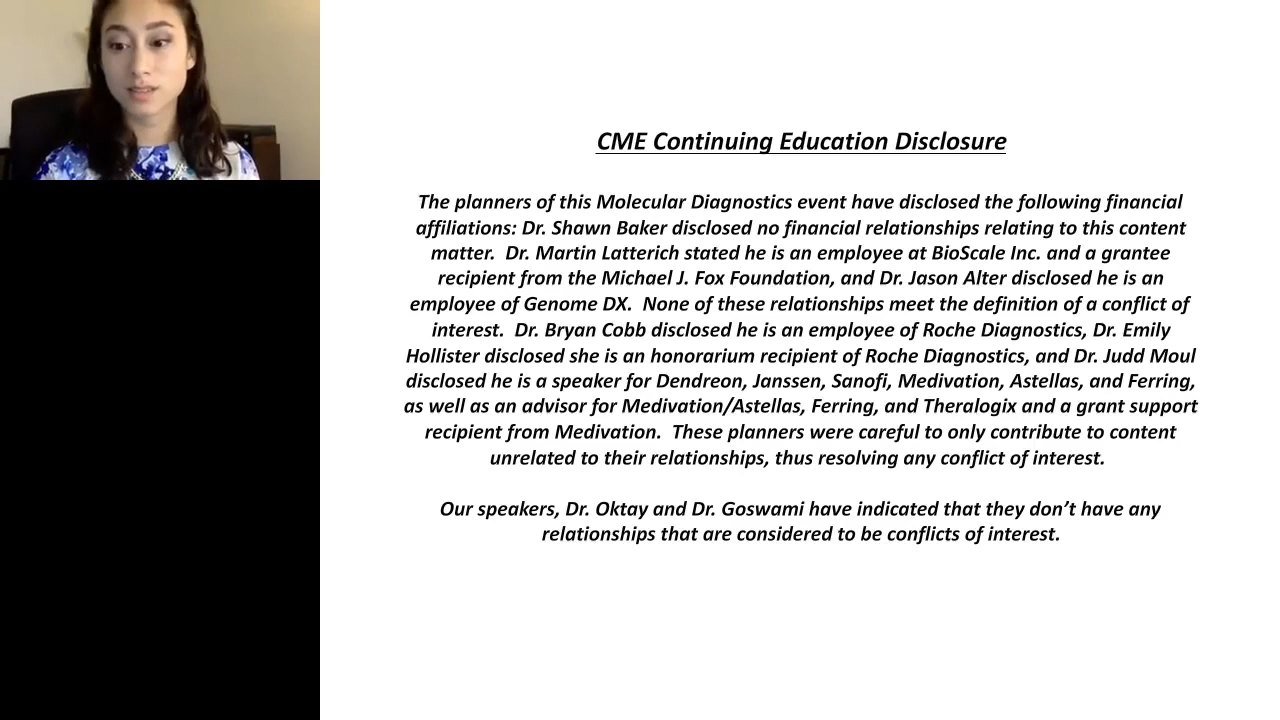 CME Continuing Education Disclosure
The planners of this Molecular Diagnostics event have disclosed the following financial
affiliations: Dr. Shawn Baker disclosed no financial relationships relating to this content
matter.  Dr. Martin Latterich stated he is an employee at BioScale Inc. and a grantee
recipient from the Michael J. Fox Foundation, and Dr. Jason Alter disclosed he is an
employee of Genome DX.  None of these relationships meet the definition of a conflict of
interest.  Dr. Bryan Cobb disclosed he is an employee of Roche Diagnostics, Dr. Emily
Hollister disclosed she is an honorarium recipient of Roche Diagnostics, and Dr. Judd Moul
disclosed he is a speaker for Dendreon, Janssen, Sanofi, Medivation, Astellas, and Ferring,
as well as an advisor for Medivation/Astellas, Ferring, and Theralogix and a grant support
recipient from Medivation.  These planners were careful to only contribute to content
unrelated to their relationships, thus resolving any conflict of interest.
Our speakers, Dr. Oktay and Dr. Goswami have indicated that they don’t have any
relationships that are considered to be conflicts of interest.